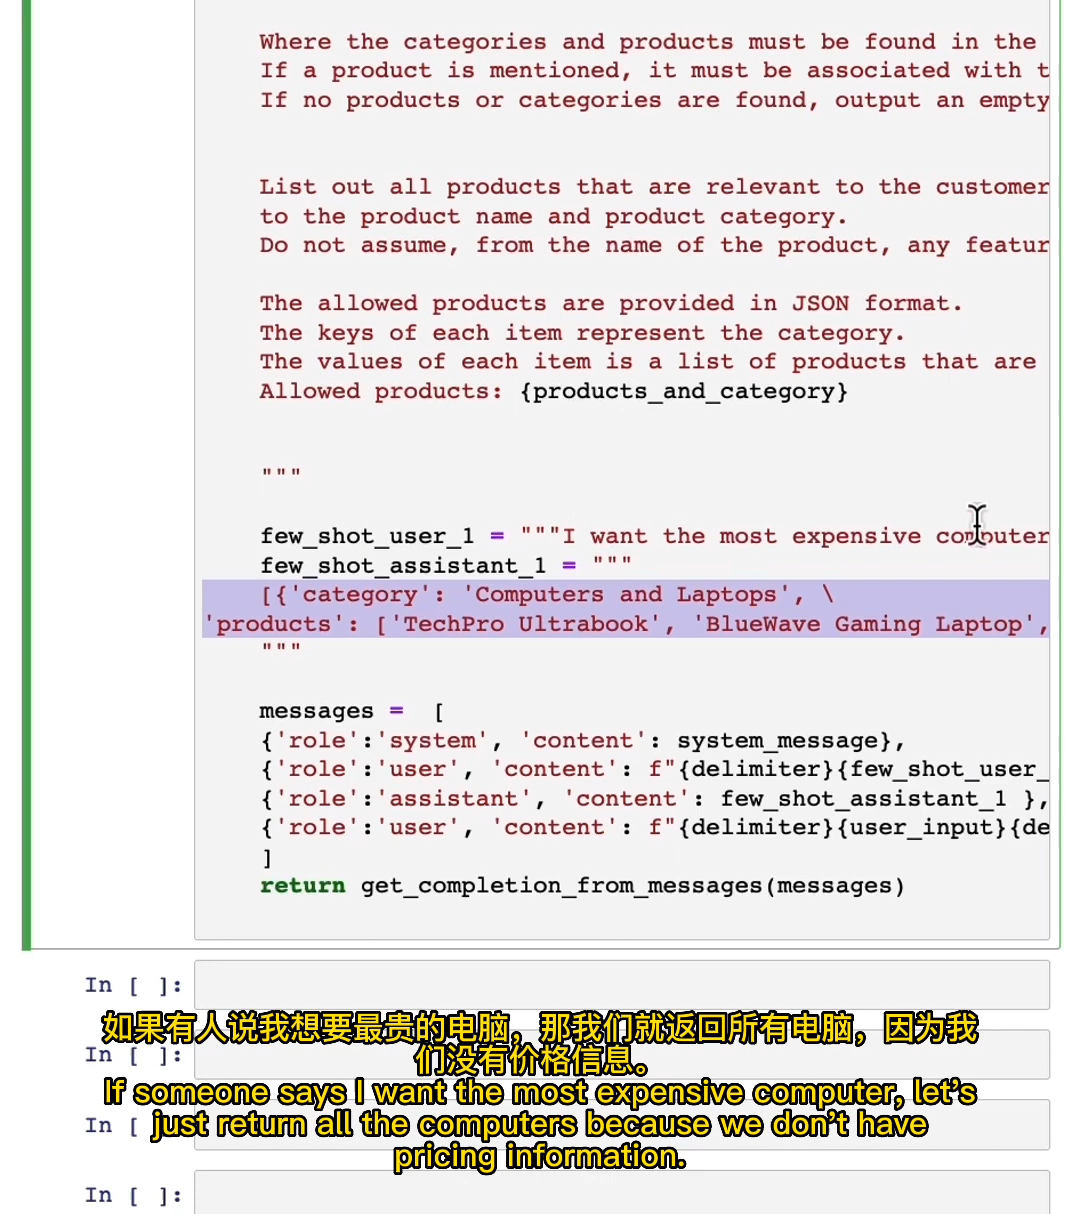 Where the categories and products must be found in the
If a product is mentioned, it must be associated with t
If no products or categories are found, output an empty
List out all products that are relevant to the customer
to the product name and product category.
Do not assume, from the name of the product, any featur
The allowed products are provided in JSON format.
The keys of each item represent the category.
The values of each item is a list of products that are
Allowed products: {products_and_category}
"""
few_shot_user_1 = """I want the most expensive computer
few_shot_assistant_1 = """
[{'category': 'Computers and Laptops', \
'products': ['TechPro Ultrabook', 'BlueWave Gaming Laptop',
"""
messages =  [
{'role':'system', 'content': system_message},
{'role':'user', 'content': f"{delimiter}{few_shot_user_
{'role':'assistant', 'content': few_shot_assistant_1 },
{'role':'user', 'content': f"{delimiter}{user_input}{de
]
return get_completion_from_messages(messages)
In [ ]:
如果有人说我想要最贵的电脑，那我们就返回所有电脑，因为我
In [ ]:
们没有价格信息。
If someone says I want the most expensive computer, let's
In [
just return all the computers because we don't have
pricing information.
In [ ]: